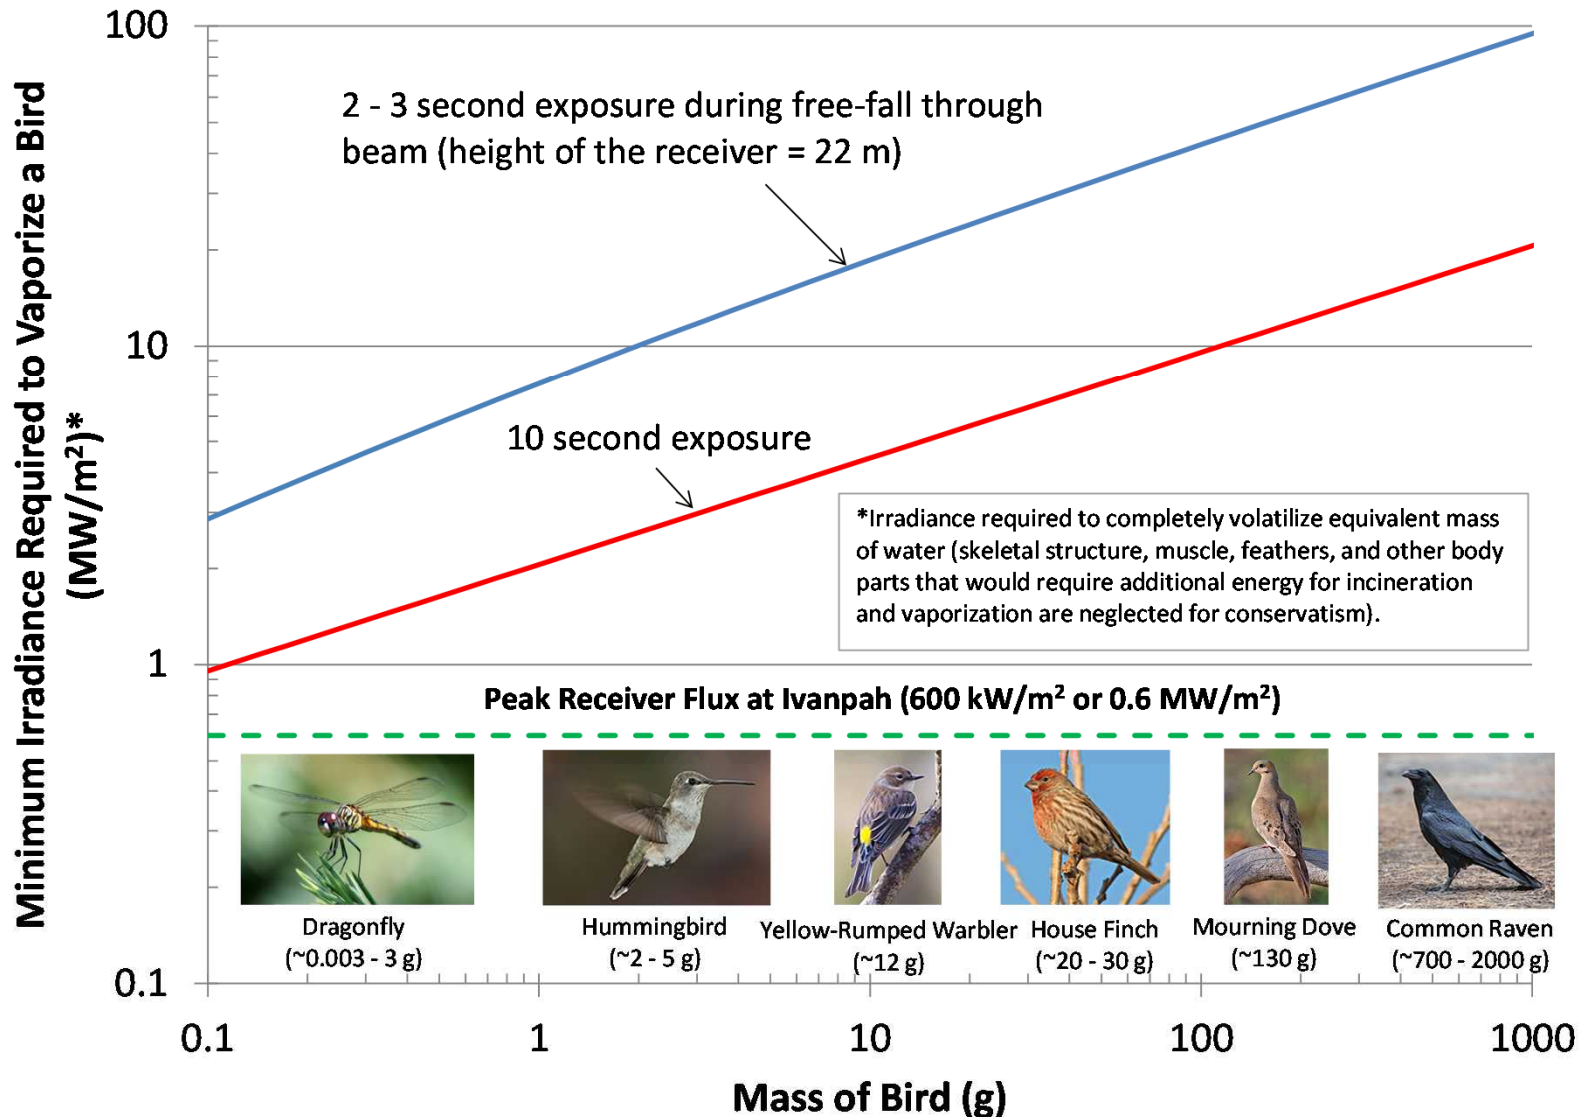 Minimum Irradiance Required to Vaporize a Bird
(MW/m²)*
100
10
1
0.1
2 - 3 second exposure during free-fall through
beam (height of the receiver = 22 m)
10 second exposure
*Irradiance required to completely volatilize equivalent mass
of water (skeletal structure, muscle, feathers, and other body
parts that would require additional energy for incineration
and vaporization are neglected for conservatism).
Peak Receiver Flux at Ivanpah (600 kW/m² or 0.6 MW/m²)
Dragonfly
(~0.003 - 3 g)
Hummingbird
(~2 - 5 g)
Yellow-Rumped Warbler
(~12 g)
House Finch
(~20 - 30 g)
Mourning Dove
(~130 g)
Common Raven
(~700 - 2000 g)
0.1
1
10
100
1000
Mass of Bird (g)